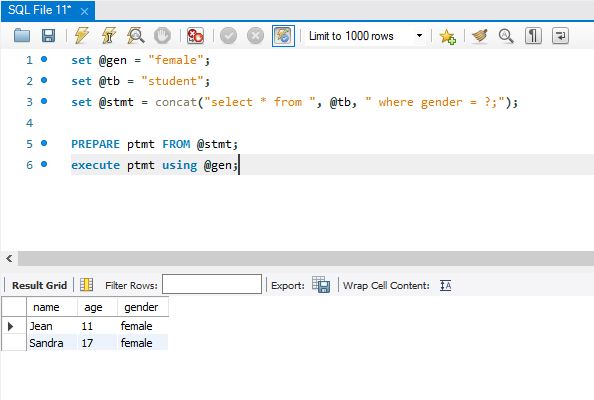 SQL File 11*
Limit to 1000 rows
1 set @gen = "female";
2 set @tb = "student";
3 set @stmt = concat("select * from ", @tb, " where gender = ?;");
4
5 PREPARE ptmt FROM @stmt;
6 execute ptmt using @gen;
Result Grid Filter Rows: Export: Wrap Cell Content:
name age gender
Jean 11 female
Sandra 17 female